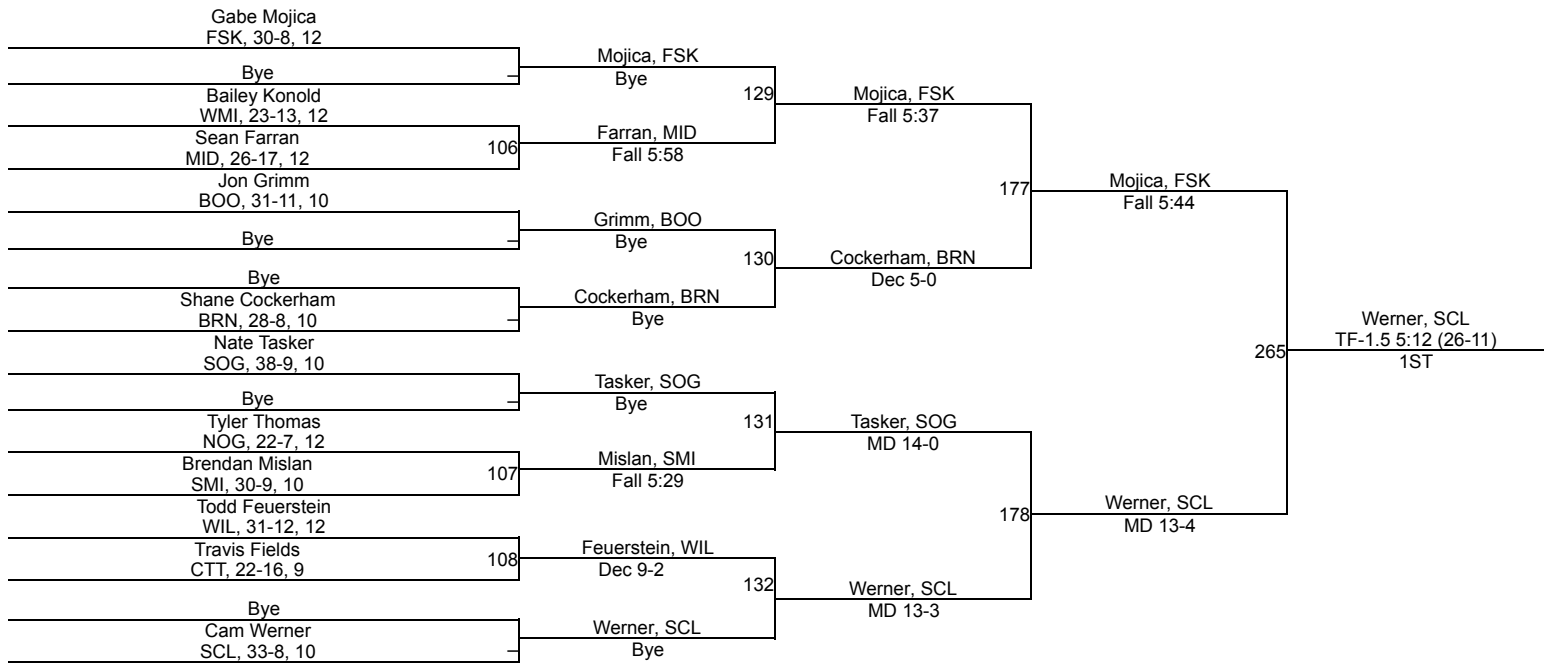 Gabe Mojica
FSK, 30-8, 12
Bye
–
Bailey Konold
WMI, 23-13, 12
Sean Farran
MID, 26-17, 12
106
Jon Grimm
BOO, 31-11, 10
Bye
–
Bye
Shane Cockerham
BRN, 28-8, 10
–
Nate Tasker
SOG, 38-9, 10
Bye
–
Tyler Thomas
NOG, 22-7, 12
Brendan Mislan
SMI, 30-9, 10
107
Todd Feuerstein
WIL, 31-12, 12
Travis Fields
CTT, 22-16, 9
108
Bye
Cam Werner
SCL, 33-8, 10
–
Mojica, FSK
Bye
129
Farran, MID
Fall 5:58
Grimm, BOO
Bye
130
Cockerham, BRN
Bye
Tasker, SOG
Bye
131
Mislan, SMI
Fall 5:29
Feuerstein, WIL
Dec 9-2
132
Werner, SCL
Bye
Mojica, FSK
Fall 5:37
177
Cockerham, BRN
Dec 5-0
Tasker, SOG
MD 14-0
178
Werner, SCL
MD 13-3
Mojica, FSK
Fall 5:44
265
Werner, SCL
MD 13-4
Werner, SCL
TF-1.5 5:12 (26-11)
1ST